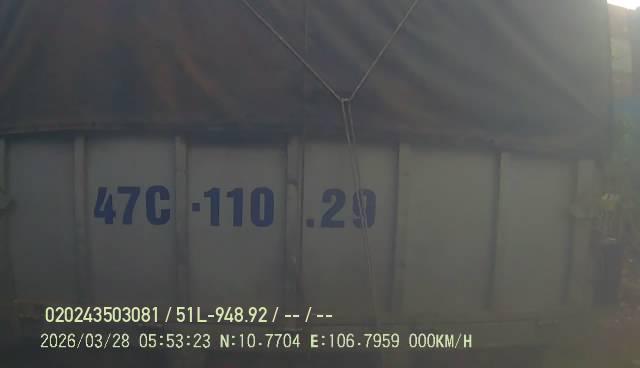 47C -110 .29
020243503081 / 51L-948.92 / -- / --
2026/03/28 05:53:23 N:10.7704 E:106.7959 000KM/H